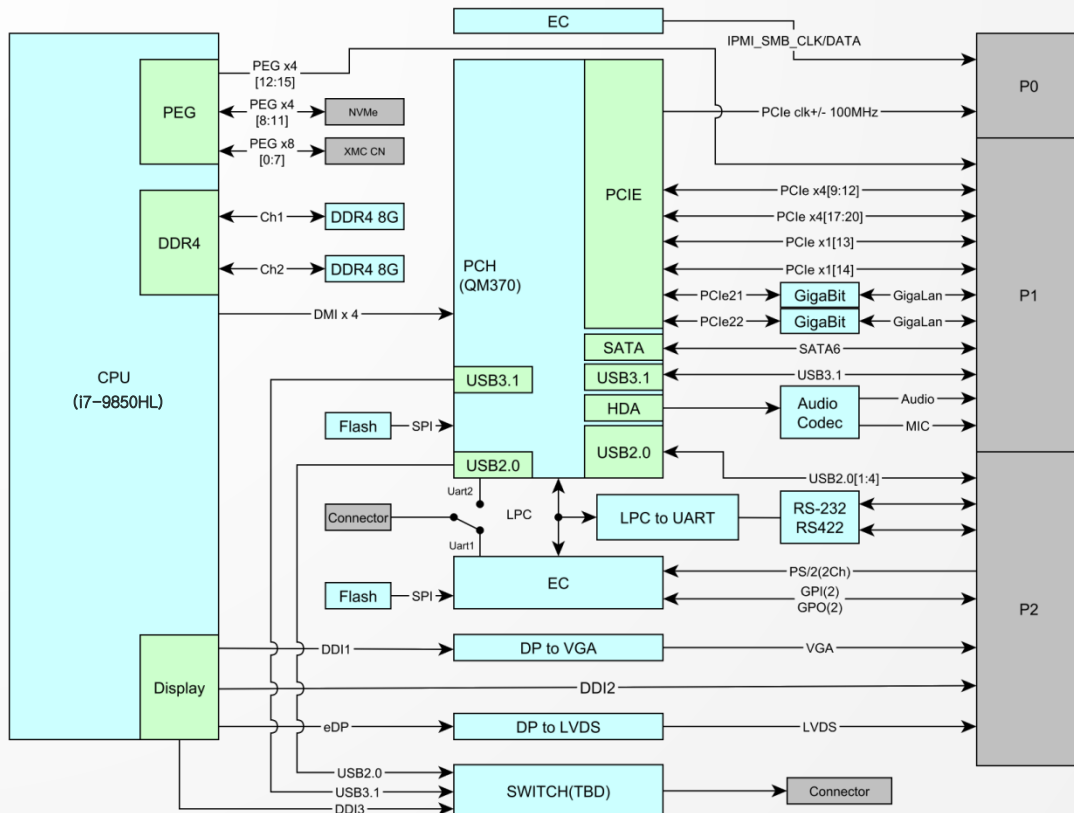 EC
IPMI_SMB_CLK/DATA
P0
PEG
PEG x4
[12:15]
PEG x4
[8:11]
NVMe
PEG x8
[0:7]
XMC CN
PCIe clk+/- 100MHz
DDR4
Ch1
DDR4 8G
Ch2
DDR4 8G
PCH
(QM370)
PCIE
PCIe x4[9:12]
PCIe x4[17:20]
PCIe x1[13]
PCIe x1[14]
PCIe21
GigaBit
GigaLan
PCIe22
GigaBit
GigaLan
P1
DMI x 4
SATA
SATA6
CPU
(i7-9850HL)
USB3.1
USB3.1
USB3.1
HDA
Audio
Codec
Audio
MIC
Flash
SPI
USB2.0
USB2.0
USB2.0[1:4]
Uart2
Connector
Uart1
LPC
LPC to UART
RS-232
RS422
Flash
SPI
EC
PS/2(2Ch)
GPI(2)
GPO(2)
P2
Display
DDI1
DP to VGA
VGA
DDI2
eDP
DP to LVDS
LVDS
USB2.0
USB3.1
DDI3
SWITCH(TBD)
Connector